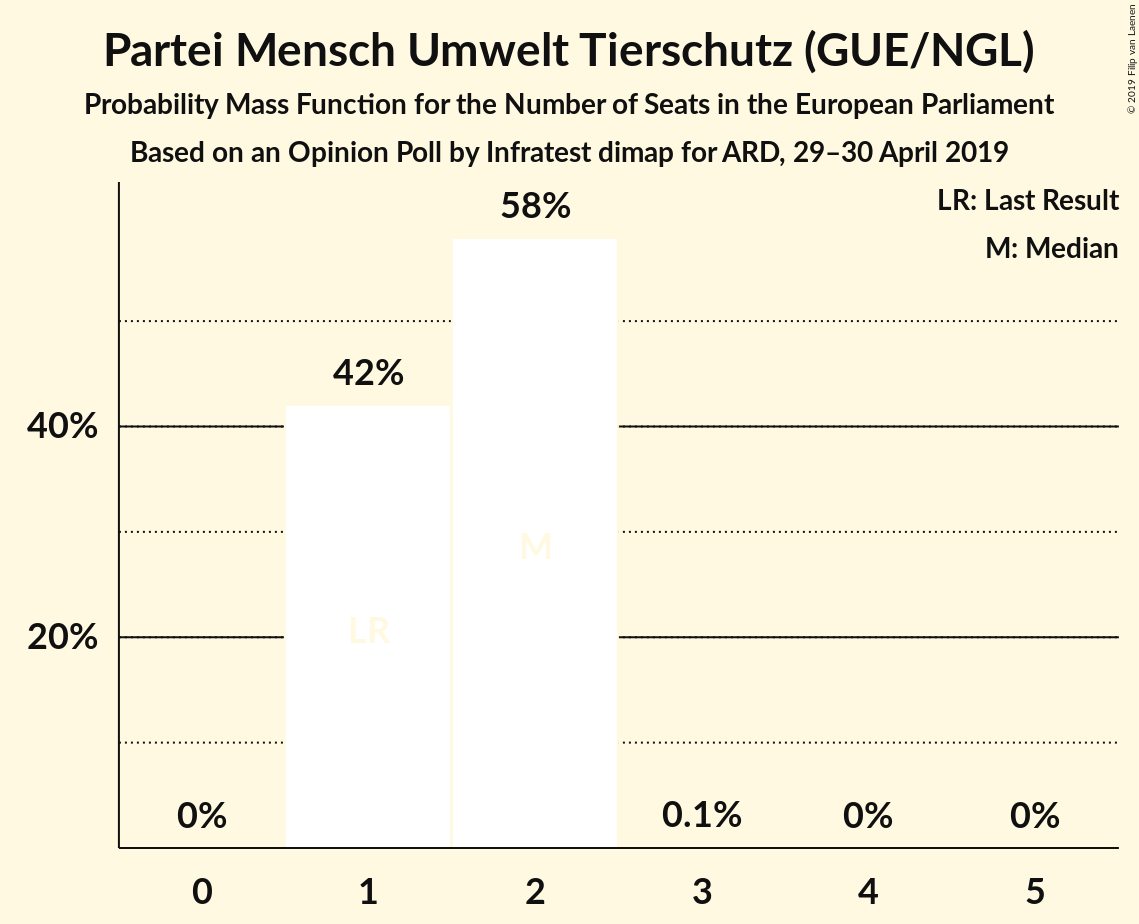 Partei Mensch Umwelt Tierschutz (GUE/NGL)
Probability Mass Function for the Number of Seats in the European Parliament
Based on an Opinion Poll by Infratest dimap for ARD, 29–30 April 2019
© 2019 Filip van Laenen
LR: Last Result
M: Median
58%
42%
40%
M
LR
20%
0%
0.1%
0%
0%
0 1 2 3 4 5